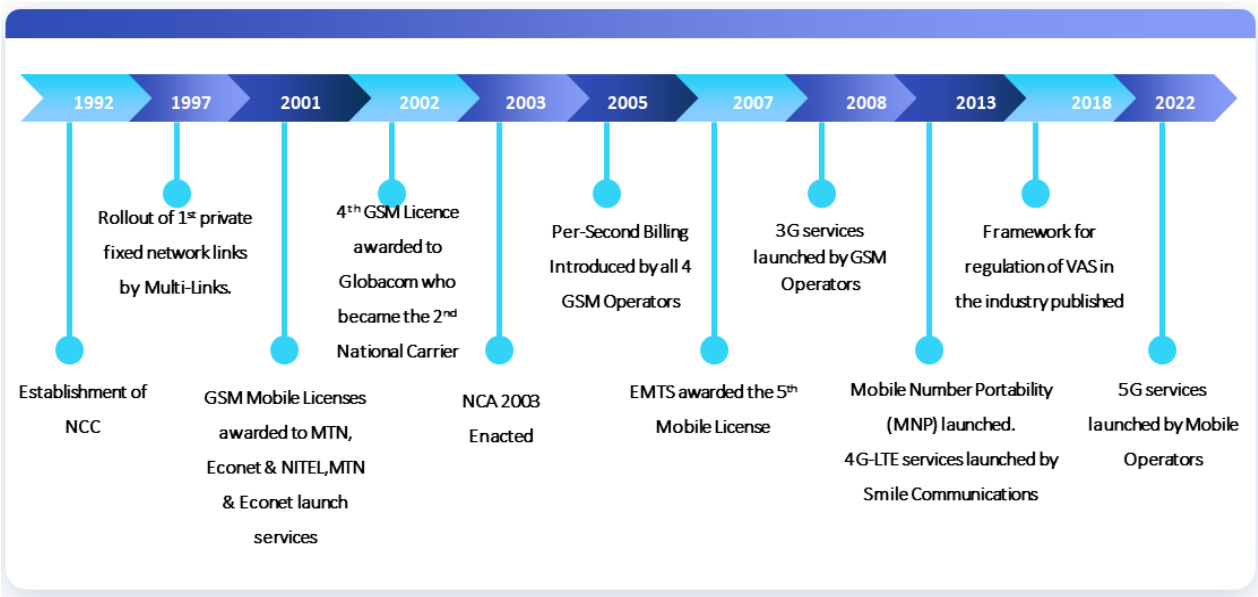 1992
1997
2001
2002
2003
2005
2007
2008
2013
2018
2022
Establishment of
NCC
Rollout of 1st private
fixed network links
by Multi-Links.
GSM Mobile Licenses
awarded to MTN,
Econet & NITEL,MTN
& Econet launch
services
4th GSM Licence
awarded to
Globacom who
became the 2nd
National Carrier
NCA 2003
Enacted
Per-Second Billing
Introduced by all 4
GSM Operators
EMTS awarded the 5th
Mobile License
3G services
launched by GSM
Operators
Mobile Number Portability
(MNP) launched.
4G-LTE services launched by
Smile Communications
Framework for
regulation of VAS in
the industry published
5G services
launched by Mobile
Operators